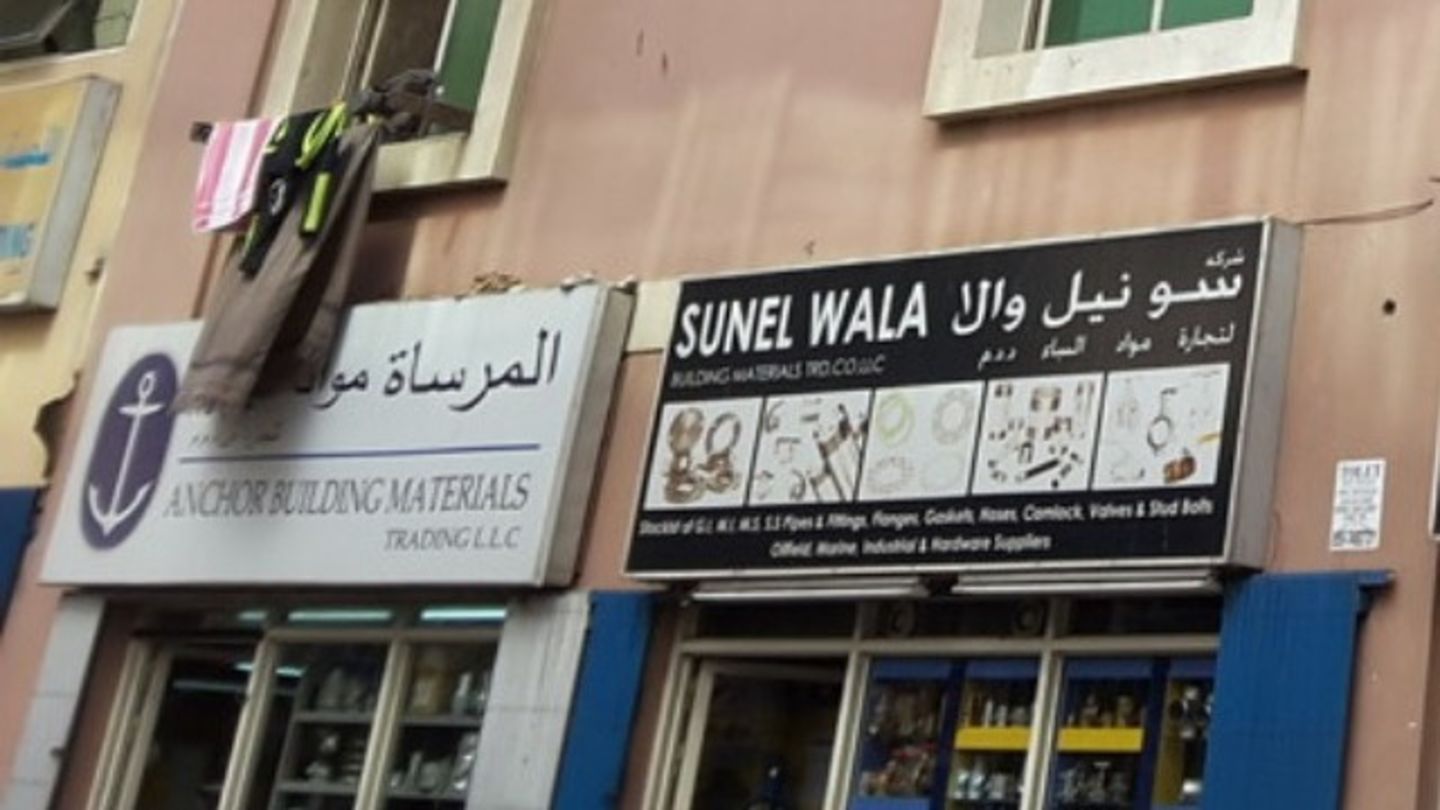 المرساة
ANCHOR BUILDING MATERIALS
TRADING L.L.C
شركة
SUNEL WALA سو نيل والا
لتجارة مواد البناء ذ.م.م
BUILDING MATERIALS TRD.CO.LLC
Stockist of G.I, M.I, M.S, S.S Pipes & Fittings, Flanges, Gaskets, Hoses, Camlock, Valves & Stud Bolts
Oilfield, Marine, Industrial & Hardware Suppliers